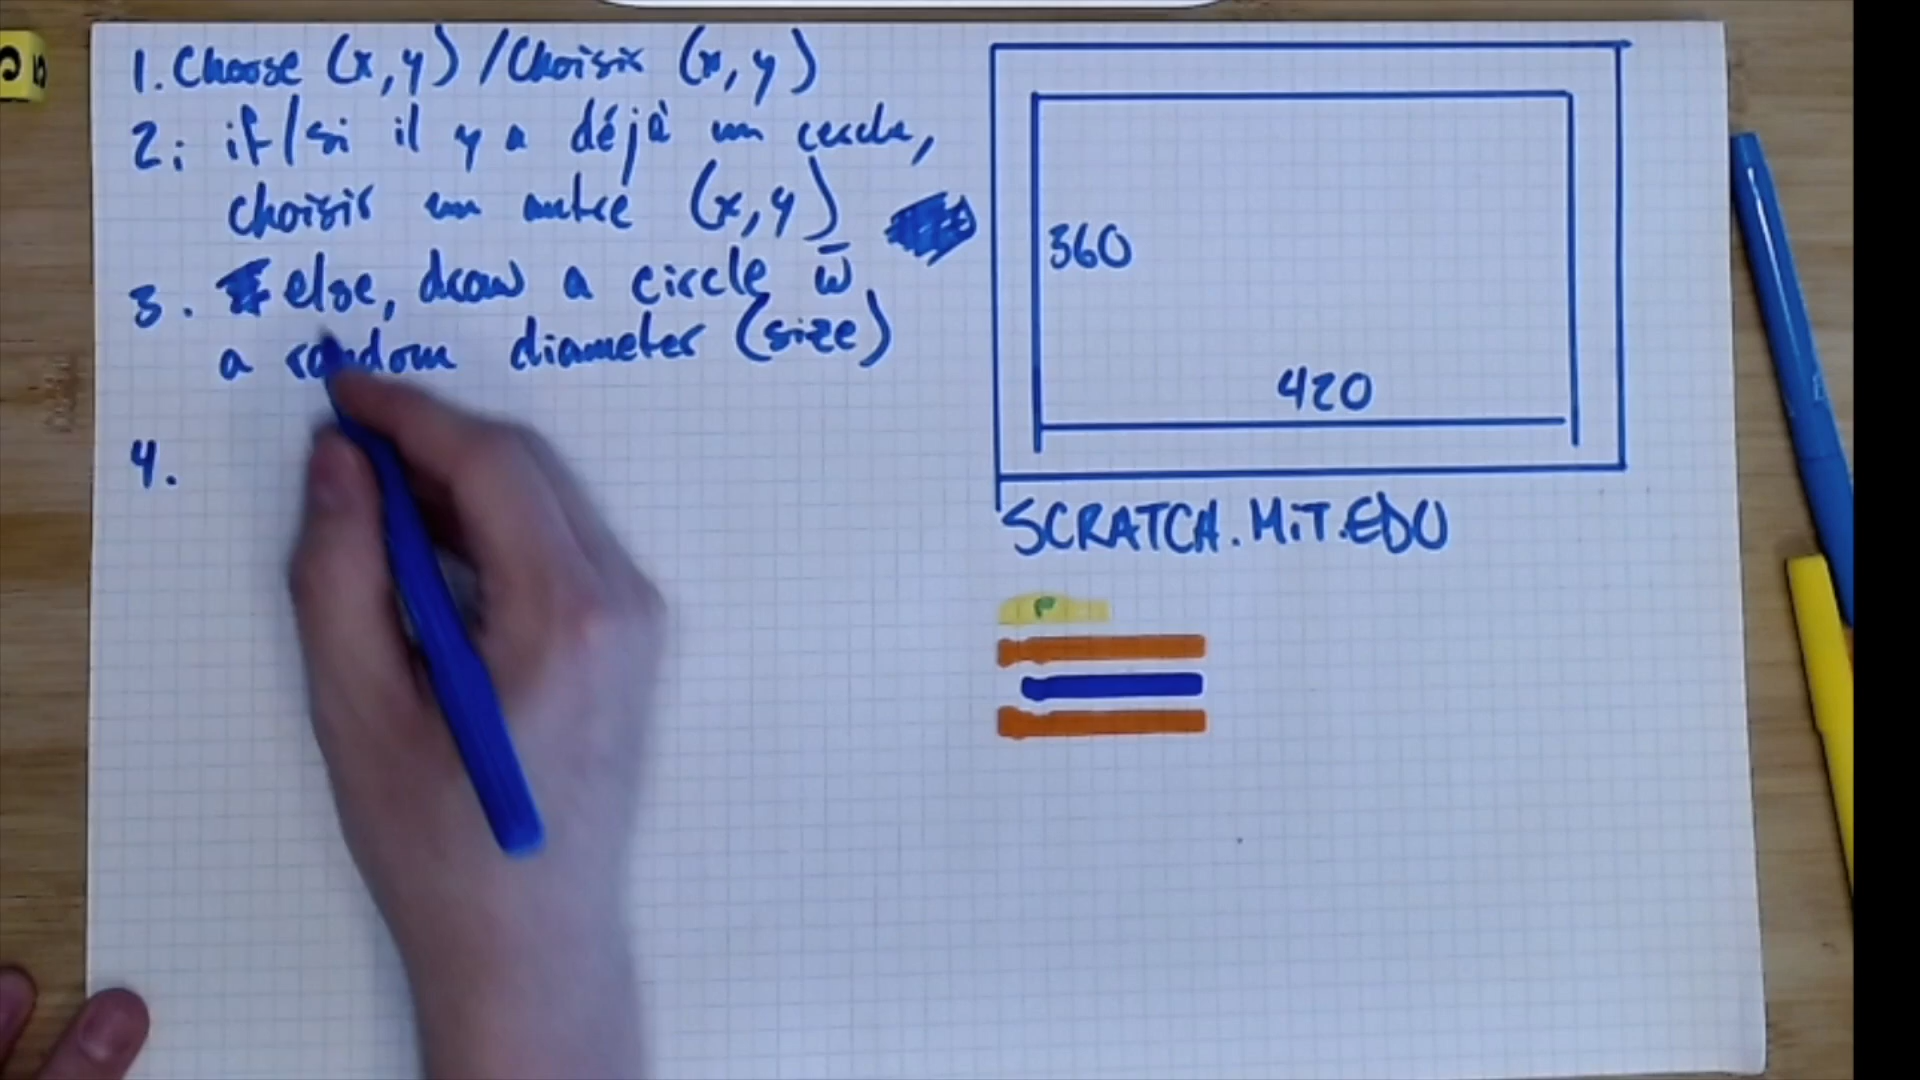 1. Choose (x,y) / Choisir (x,y)
2: if/si il y a déjà un cercle,
choisir un autre (x,y)
3. else, draw a circle w̄
a random diameter (size)
4.
360
420
SCRATCH.MIT.EDU